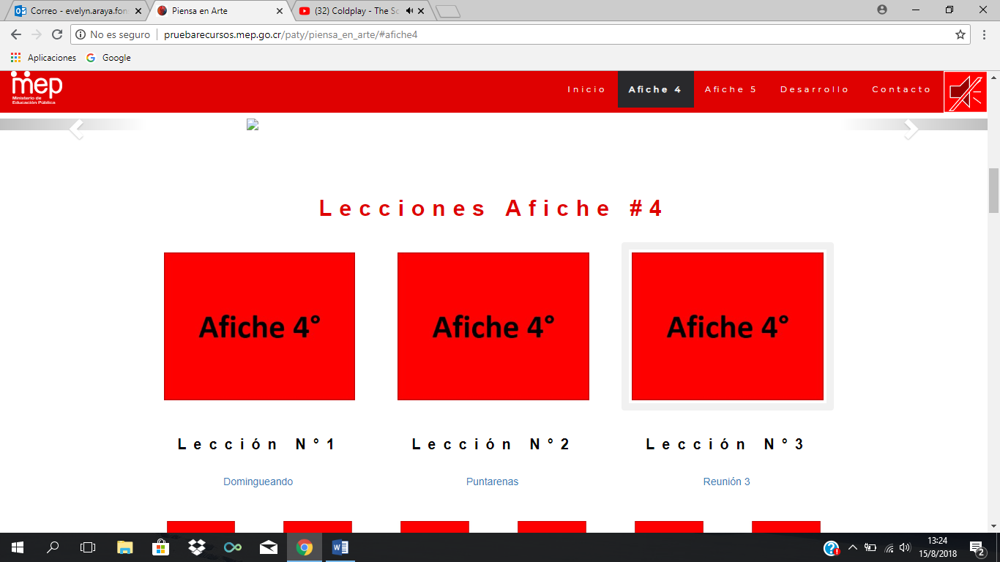 Correo - evelyn.araya.fon
Piensa en Arte
(32) Coldplay - The Sc
No es seguro
pruebarecursos.mep.go.cr/paty/piensa_en_arte/#afiche4
Aplicaciones
Google
mep
Ministerio de
Educación Pública
Inicio
Afiche 4
Afiche 5
Desarrollo
Contacto
Lecciones Afiche #4
Afiche 4°
Afiche 4°
Afiche 4°
Lección N°1
Lección N°2
Lección N°3
Domingueando
Puntarenas
Reunión 3
13:24
15/8/2018
2